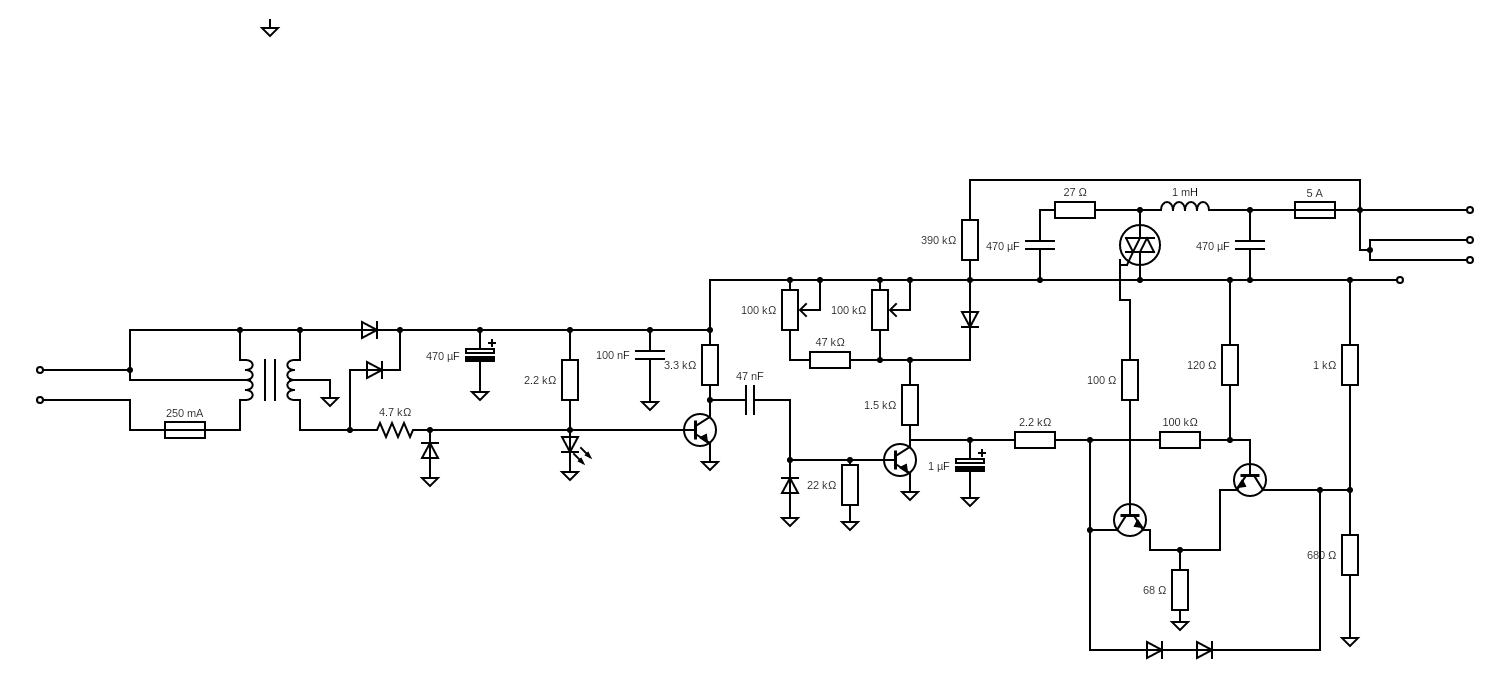 27 Ω
1 mH
5 A
390 kΩ
470 µF
470 µF
100 kΩ
100 kΩ
47 kΩ
470 µF
100 nF
3.3 kΩ
1 kΩ
120 Ω
100 Ω
2.2 kΩ
47 nF
1.5 kΩ
250 mA
4.7 kΩ
2.2 kΩ
100 kΩ
1 µF
22 kΩ
680 Ω
68 Ω